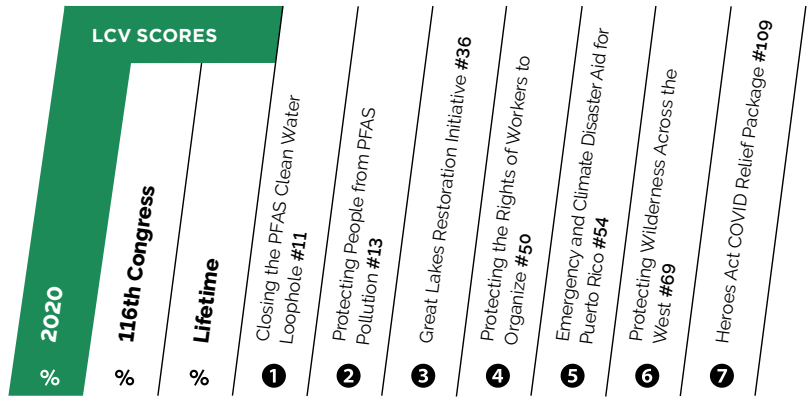 LCV SCORES
2020
%
116th Congress
%
Lifetime
%
Closing the PFAS Clean Water
Loophole #11
1
Protecting People from PFAS
Pollution #13
2
Great Lakes Restoration Initiative #36
3
Protecting the Rights of Workers to
Organize #50
4
Emergency and Climate Disaster Aid for
Puerto Rico #54
5
Protecting Wilderness Across the
West #69
6
Heroes Act COVID Relief Package #109
7